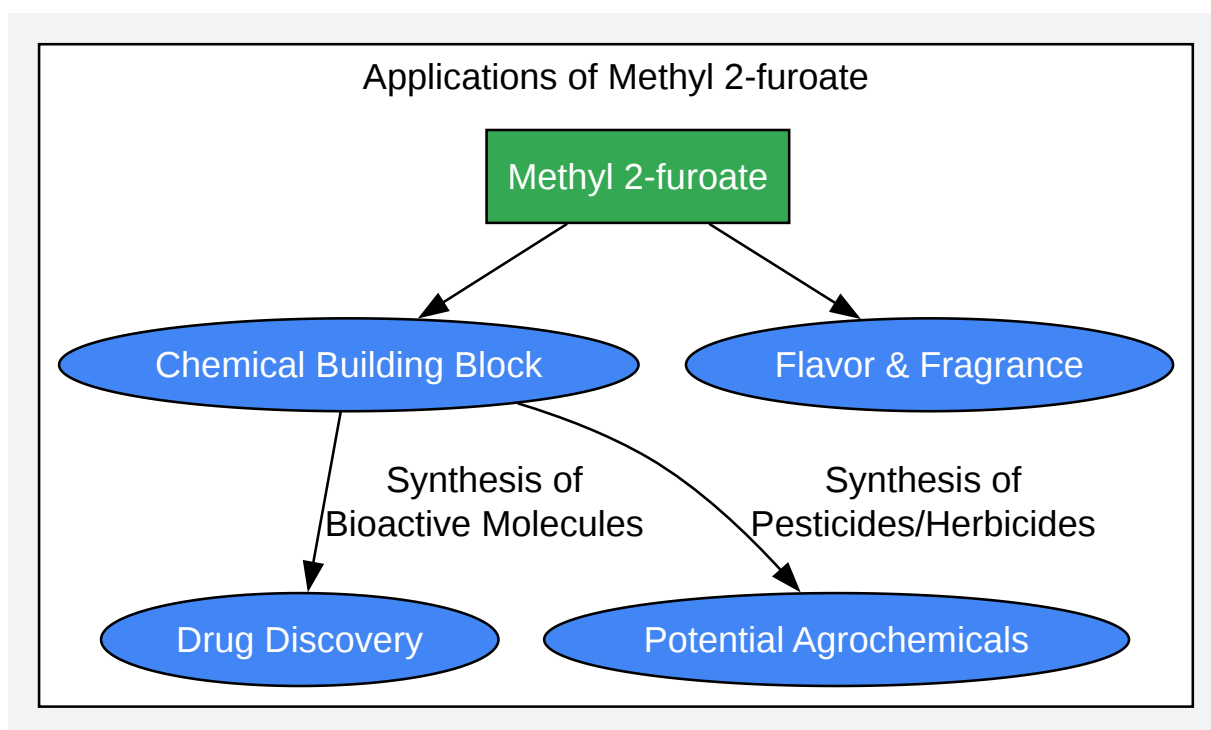 Applications of Methyl 2-furoate
Methyl 2-furoate
Chemical Building Block
Flavor & Fragrance
Synthesis of
Bioactive Molecules
Synthesis of
Pesticides/Herbicides
Drug Discovery
Potential Agrochemicals